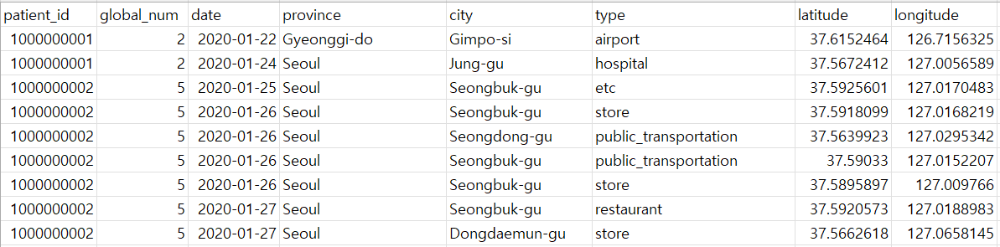 patient_id global_num date province city type latitude longitude
1000000001 2 2020-01-22 Gyeonggi-do Gimpo-si airport 37.6152464 126.7156325
1000000001 2 2020-01-24 Seoul Jung-gu hospital 37.5672412 127.0056589
1000000002 5 2020-01-25 Seoul Seongbuk-gu etc 37.5925601 127.0170483
1000000002 5 2020-01-26 Seoul Seongbuk-gu store 37.5918099 127.0168219
1000000002 5 2020-01-26 Seoul Seongdong-gu public_transportation 37.5639923 127.0295342
1000000002 5 2020-01-26 Seoul Seongbuk-gu public_transportation 37.59033 127.0152207
1000000002 5 2020-01-26 Seoul Seongbuk-gu store 37.5895897 127.009766
1000000002 5 2020-01-27 Seoul Seongbuk-gu restaurant 37.5920573 127.0188983
1000000002 5 2020-01-27 Seoul Dongdaemun-gu store 37.5662618 127.0658145